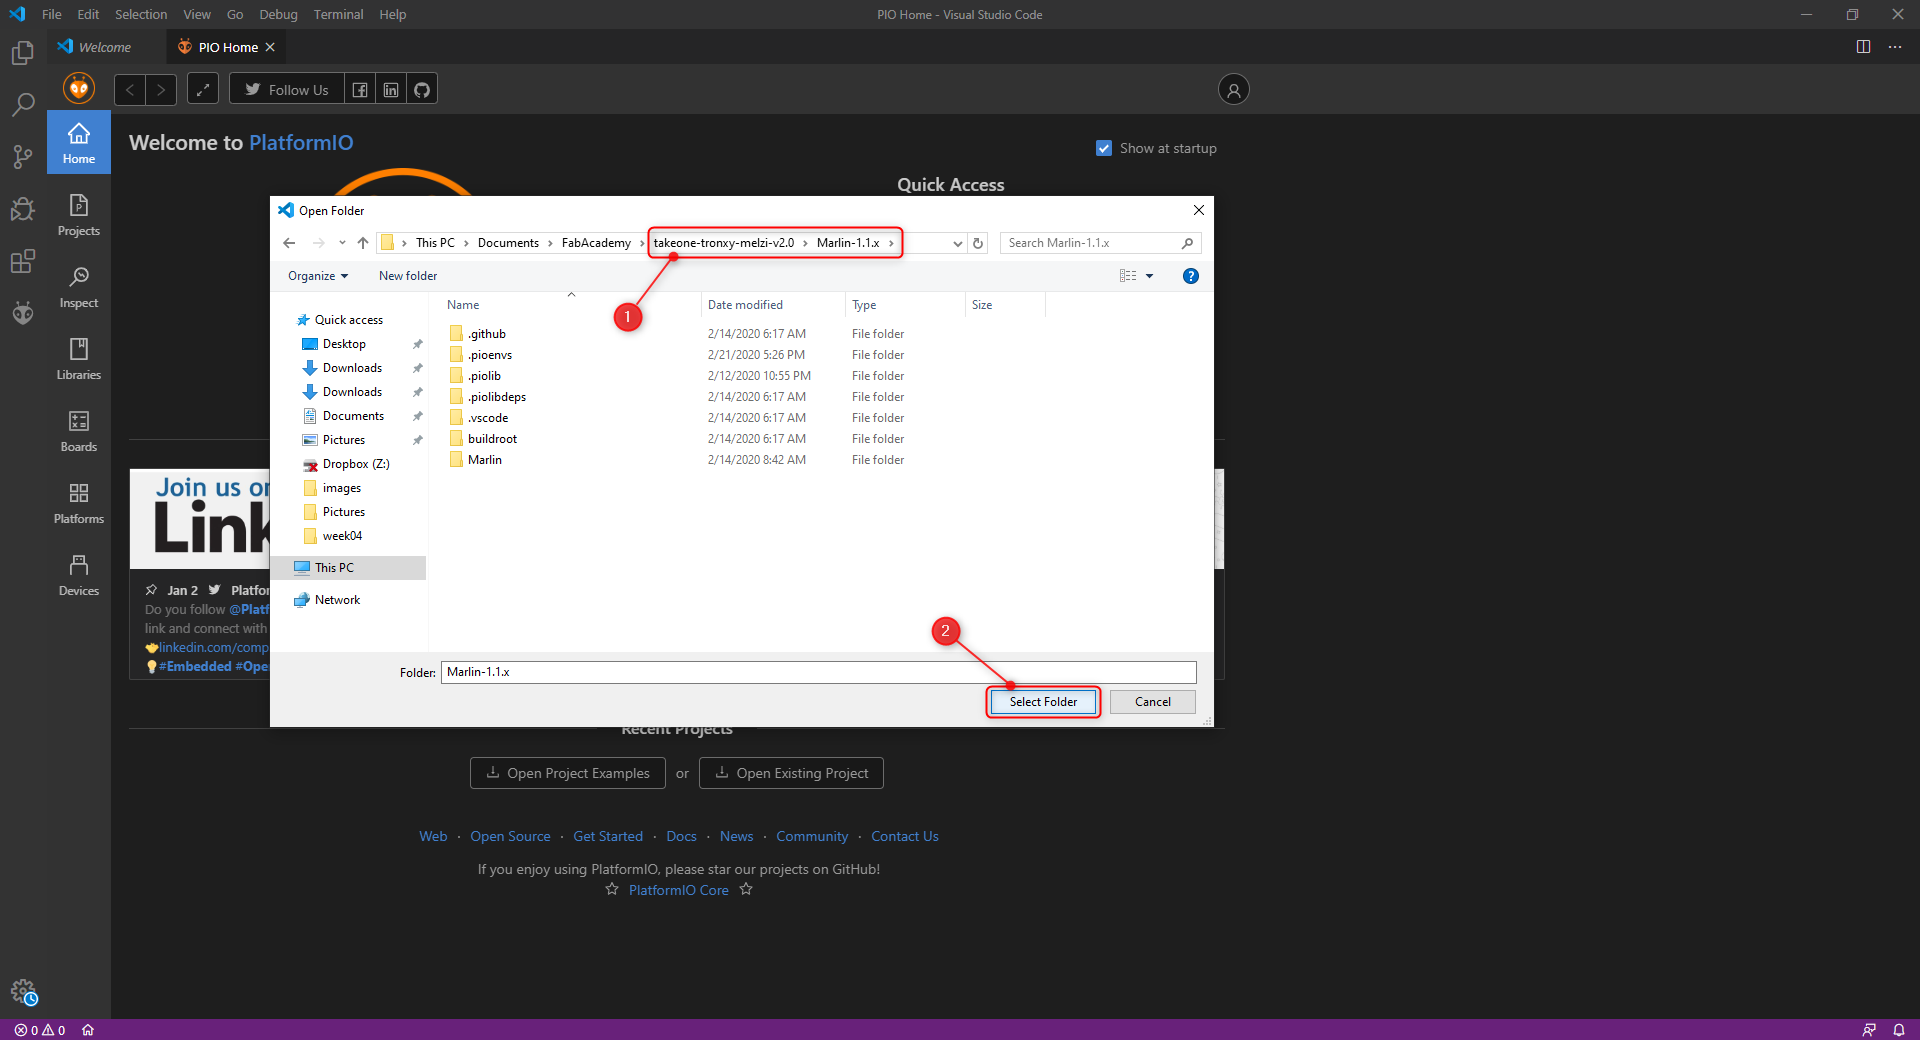 File Edit Selection View Go Debug Terminal Help
PIO Home - Visual Studio Code
Welcome
PIO Home
Follow Us
Welcome to PlatformIO
Show at startup
Quick Access
Home
Projects
Inspect
Libraries
Boards
Platforms
Devices
Open Folder
This PC > Documents > FabAcademy > takeone-tronxy-melzi-v2.0 > Marlin-1.1.x >
Search Marlin-1.1.x
Organize New folder
?
1
Name Date modified Type Size
.github 2/14/2020 6:17 AM File folder
.pioenvs 2/21/2020 5:26 PM File folder
.piolib 2/12/2020 10:55 PM File folder
.piolibdeps 2/14/2020 6:17 AM File folder
.vscode 2/14/2020 6:17 AM File folder
buildroot 2/14/2020 6:17 AM File folder
Marlin 2/14/2020 8:42 AM File folder
Quick access
Desktop
Downloads
Downloads
Documents
Pictures
Dropbox (Z:)
images
Pictures
week04
This PC
Network
2
Folder: Marlin-1.1.x
Select Folder Cancel
Join us on
Link
Jan 2 Platfor
Do you follow @Platf
link and connect with
linkedin.com/comp
#Embedded #Ope
Recent Projects
Open Project Examples or Open Existing Project
Web · Open Source · Get Started · Docs · News · Community · Contact Us
If you enjoy using PlatformIO, please star our projects on GitHub!
PlatformIO Core
0 0